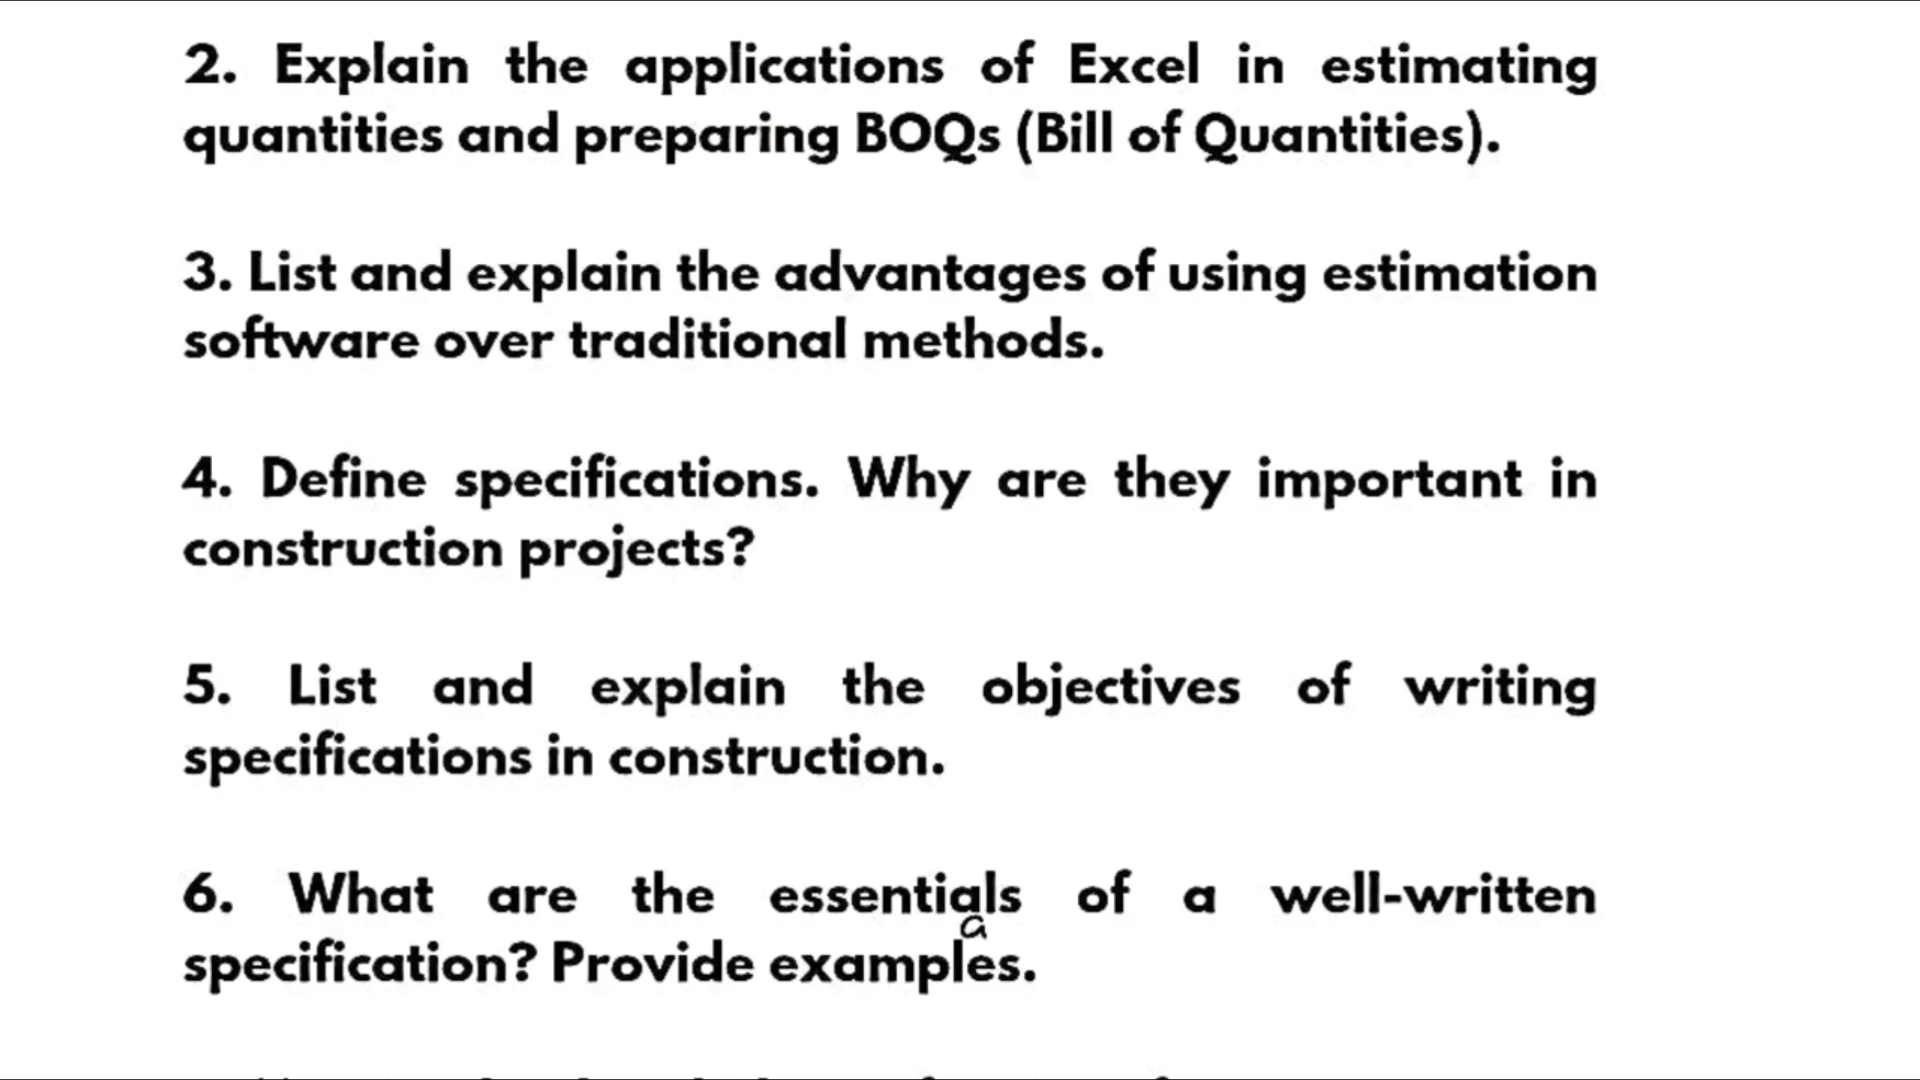 2. Explain the applications of Excel in estimating
quantities and preparing BOQs (Bill of Quantities).
3. List and explain the advantages of using estimation
software over traditional methods.
4. Define specifications. Why are they important in
construction projects?
5. List and explain the objectives of writing
specifications in construction.
6. What are the essentials of a well-written
a
specification? Provide examples.